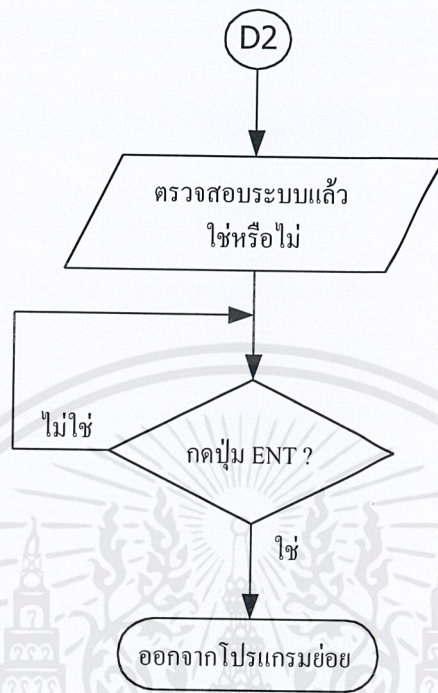 D2
ตรวจสอบระบบแล้ว
ใช่หรือไม่
ไม่ใช่
กดปุ่ม ENT ?
ใช่
ออกจากโปรแกรมย่อย